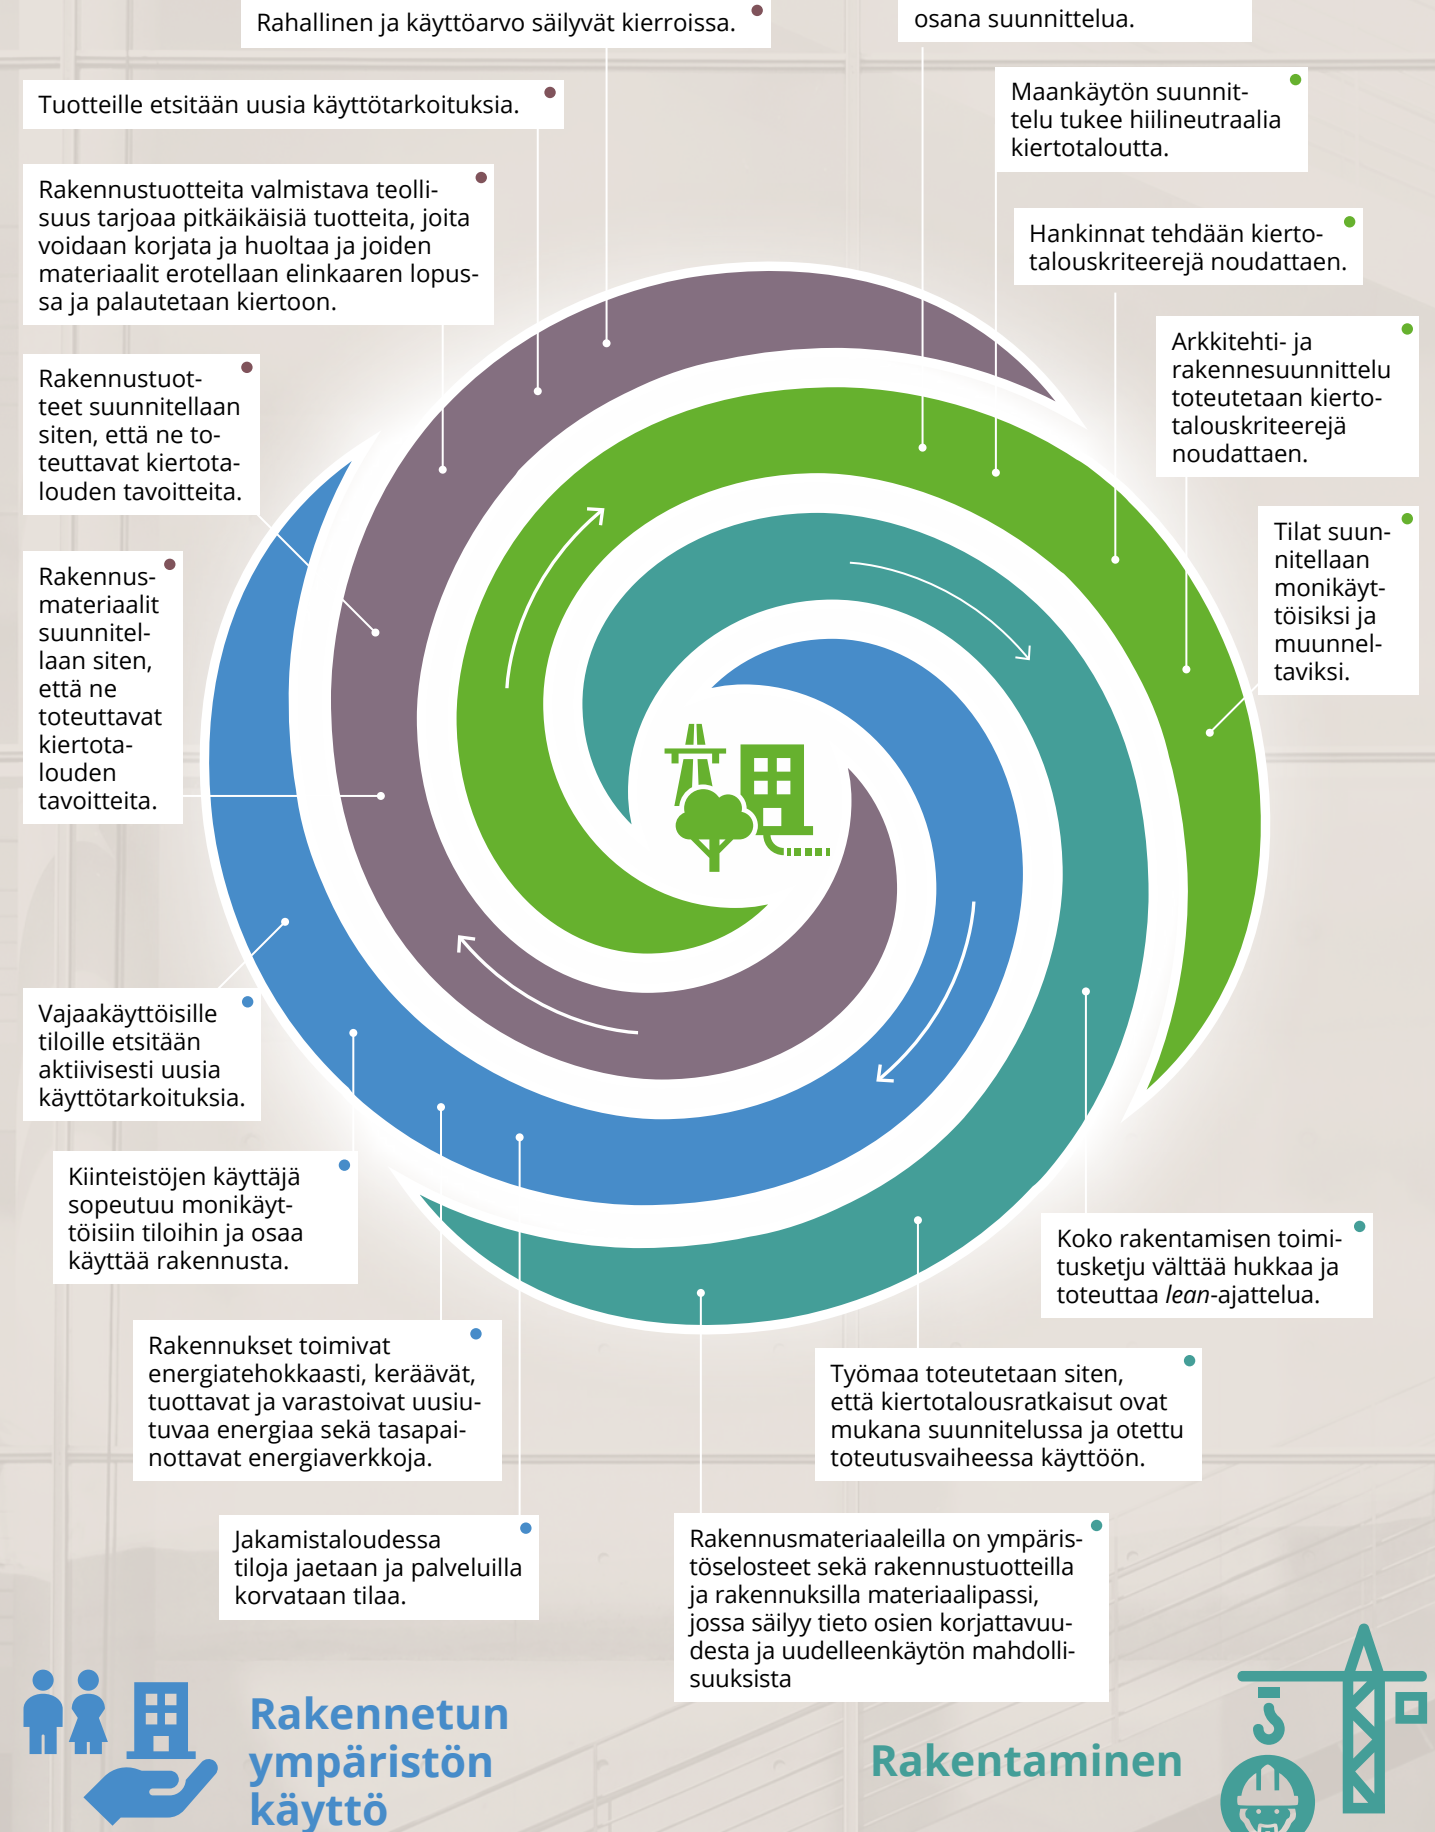 Rahallinen ja käyttöarvo säilyvät kierroissa.
osana suunnittelua.
Tuotteille etsitään uusia käyttötarkoituksia.
Maankäytön suunnit-
telu tukee hiilineutraalia
kiertotaloutta.
Rakennustuotteita valmistava teolli-
suus tarjoaa pitkäikäisiä tuotteita, joita
voidaan korjata ja huoltaa ja joiden
materiaalit erotellaan elinkaaren lopus-
sa ja palautetaan kiertoon.
Hankinnat tehdään kierto-
talouskriteerejä noudattaen.
Arkkitehti- ja
rakennesuunnittelu
toteutetaan kierto-
talouskriteerejä
noudattaen.
Rakennustuot-
teet suunnitellaan
siten, että ne to-
teuttavat kiertota-
louden tavoitteita.
Tilat suun-
nitellaan
monikäyt-
töisiksi ja
muunnel-
taviksi.
Rakennus-
materiaalit
suunnitel-
laan siten,
että ne
toteuttavat
kiertota-
louden
tavoitteita.
Vajaakäyttöisille
tiloille etsitään
aktiivisesti uusia
käyttötarkoituksia.
Kiinteistöjen käyttäjä
sopeutuu monikäyt-
töisiin tiloihin ja osaa
käyttää rakennusta.
Koko rakentamisen toimi-
tusketju välttää hukkaa ja
toteuttaa lean-ajattelua.
Rakennukset toimivat
energiatehokkaasti, keräävät,
tuottavat ja varastoivat uusiu-
tuvaa energiaa sekä tasapai-
nottavat energiaverkkoja.
Työmaa toteutetaan siten,
että kiertotalousratkaisut ovat
mukana suunnitelussa ja otettu
toteutusvaiheessa käyttöön.
Jakamistaloudessa
tiloja jaetaan ja palveluilla
korvataan tilaa.
Rakennusmateriaaleilla on ympäris-
töselosteet sekä rakennustuotteilla
ja rakennuksilla materiaalipassi,
jossa säilyy tieto osien korjattavuu-
desta ja uudelleenkäytön mahdolli-
suuksista
Rakennetun
ympäristön
käyttö
Rakentaminen